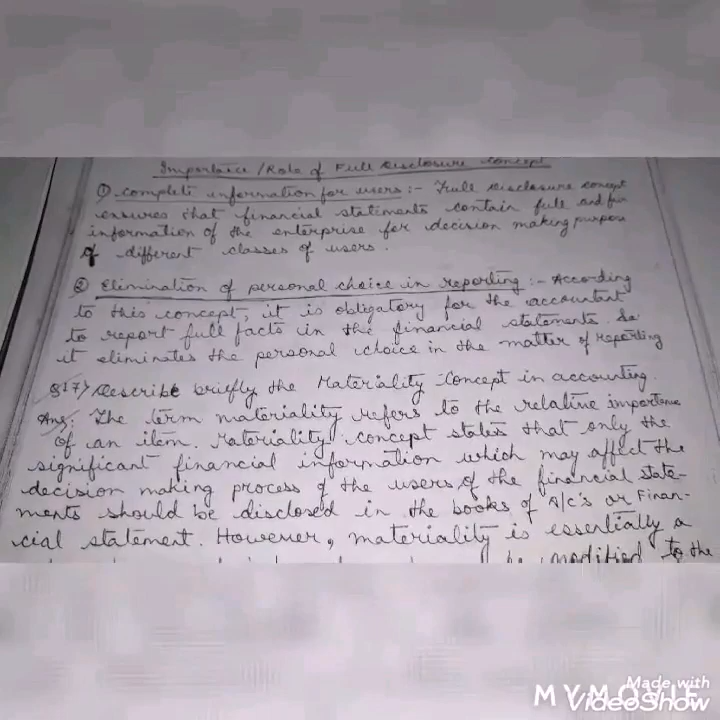 Importance/Role of Full Disclosure Concept
① Complete information for users :- Full Disclosure concept
ensures that financial statements contain full and fair
information of the enterprise for decision making purpose
of different classes of users.
② Elimination of personal choice in reporting :- According
to this concept, it is obligatory for the accountant
to report full facts in the financial statements. So
it eliminates the personal choice in the matter of reporting
Q17) Describe briefly the Materiality Concept in accounting.
Ans: The term materiality refers to the relative importance
of an item. Materiality concept states that only the
significant financial information which may affect the
decision making process of the users of the financial state-
ments should be disclosed in the books of A/c's or Finan-
cial statement. However, materiality is essentially a
be modified to the
Made with
MY MOVIE
VideoShow